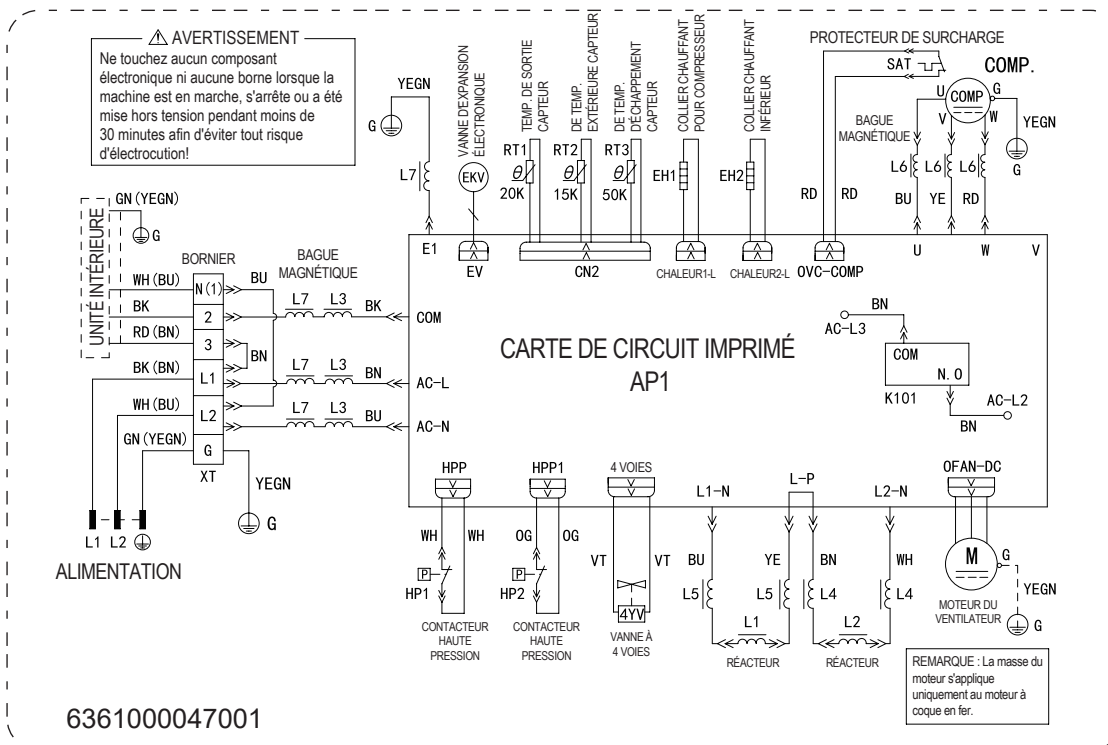 AVERTISSEMENT
Ne touchez aucun composant
électronique ni aucune borne lorsque la
machine est en marche, s'arrête ou a été
mise hors tension pendant moins de
30 minutes afin d'éviter tout risque
d'électrocution!
YEGN
G
L7
VANNE D'EXPANSION
ÉLECTRONIQUE
EKV
TEMP. DE SORTIE
CAPTEUR
RT1
θ
20K
DE TEMP.
EXTÉRIEURE CAPTEUR
RT2
θ
15K
DE TEMP.
D'ÉCHAPPEMENT
CAPTEUR
RT3
θ
50K
COLLIER CHAUFFANT
POUR COMPRESSEUR
EH1
COLLIER CHAUFFANT
INFÉRIEUR
EH2
PROTECTEUR DE SURCHARGE
SAT
COMP.
U
COMP
G
V
W
YEGN
G
BAGUE
MAGNÉTIQUE
L6
L6
L6
RD
RD
BU
YE
RD
E1
EV
CN2
CHALEUR1-L
CHALEUR2-L
OVC-COMP
U
W
V
UNITÉ INTÉRIEURE
GN (YEGN)
G
BORNIER
WH (BU)
N (1)
BU
BK
2
RD (BN)
3
BN
BK (BN)
L1
WH (BU)
L2
GN (YEGN)
G
XT
YEGN
G
BAGUE
MAGNÉTIQUE
L7
L3
BK
COM
L7
L3
BN
AC-L
L7
L3
BU
AC-N
L1
L2
ALIMENTATION
CARTE DE CIRCUIT IMPRIMÉ
AP1
BN
AC-L3
COM
N.O
K101
AC-L2
BN
HPP
HPP1
4 VOIES
L1-N
L-P
L2-N
OFAN-DC
WH
WH
P
HP1
CONTACTEUR
HAUTE
PRESSION
OG
OG
P
HP2
CONTACTEUR
HAUTE
PRESSION
VT
VT
4YV
VANNE À
4 VOIES
BU
YE
BN
WH
L5
L5
L4
L4
L1
L2
RÉACTEUR
RÉACTEUR
M
G
YEGN
G
MOTEUR DU
VENTILATEUR
REMARQUE : La masse du
moteur s'applique
uniquement au moteur à
coque en fer.
6361000047001